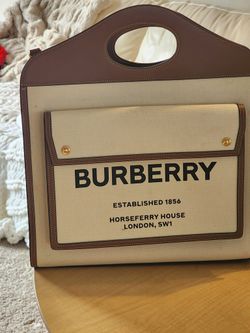 BURBERRY
ESTABLISHED 1856
HORSEFERRY HOUSE
LONDON, SW1